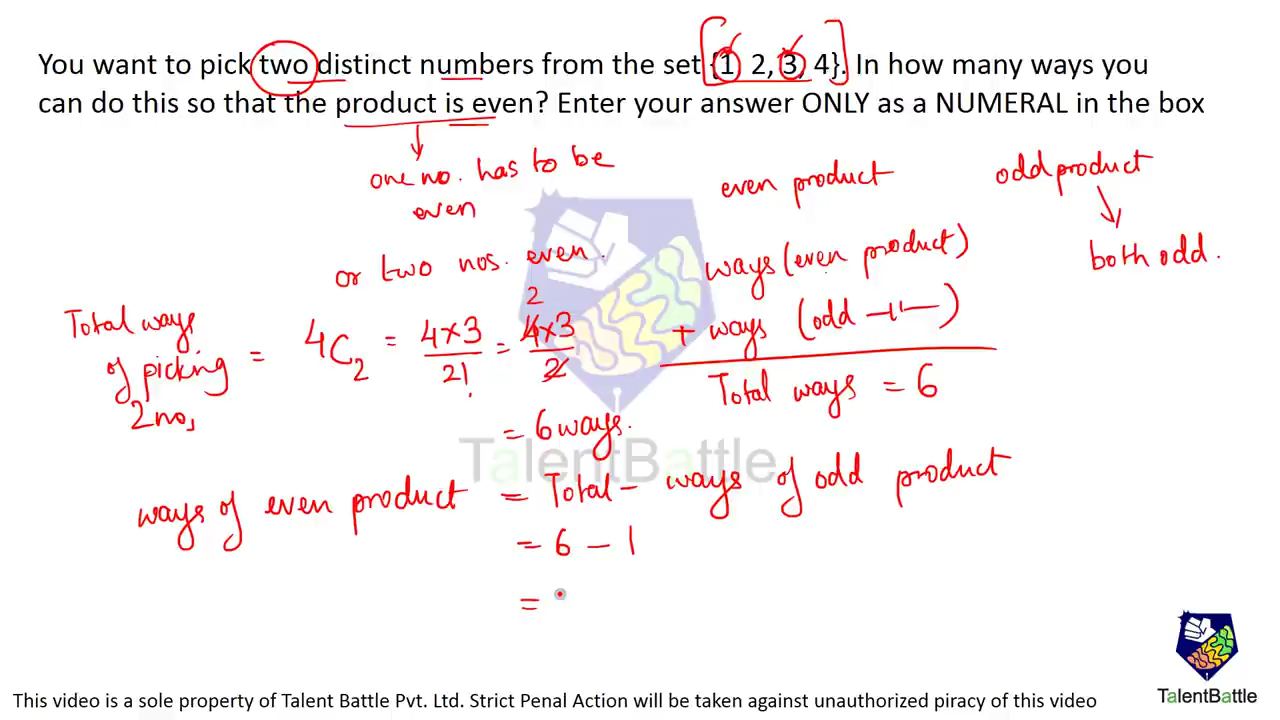 You want to pick two distinct numbers from the set {1 2, 3, 4}. In how many ways you
can do this so that the product is even? Enter your answer ONLY as a NUMERAL in the box
one no. has to be
even
or two nos. even.
even product
odd product
both odd.
ways (even product)
+ ways (odd —〃—)
Total ways = 6
Total ways
of picking
2 no,
= 4C2 = 4x3/2! = 4x3/2
2
= 6 ways.
TalentBattle
ways of even product = Total - ways of odd product
= 6 - 1
=
TalentBattle
This video is a sole property of Talent Battle Pvt. Ltd. Strict Penal Action will be taken against unauthorized piracy of this video